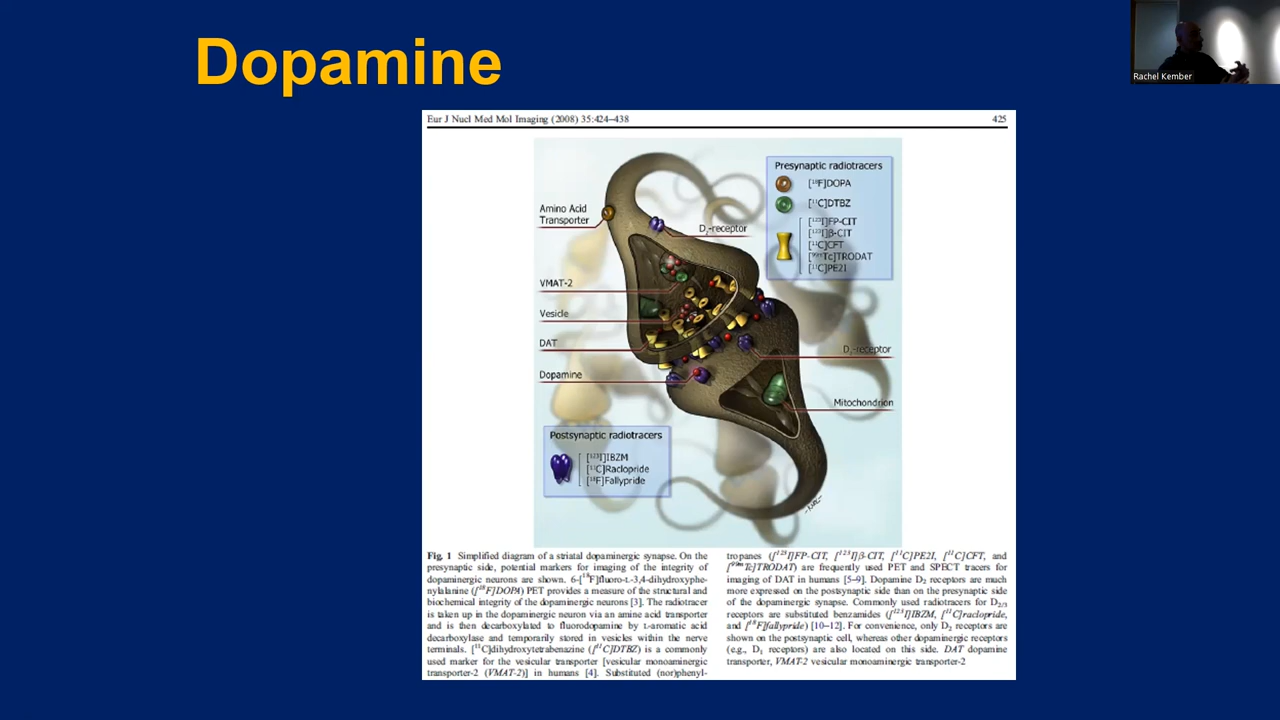 Dopamine
Rachel Kember
Eur J Nucl Med Mol Imaging (2008) 35:424–438
425
Presynaptic radiotracers
[¹⁸F]DOPA
[¹¹C]DTBZ
[¹²³I]FP-CIT
[¹²³I]β-CIT
[¹¹C]CFT
[⁹⁹ᵐTc]TRODAT
[¹¹C]PE2I
Amino Acid
Transporter
D₂-receptor
VMAT-2
Vesicle
DAT
Dopamine
D₂-receptor
Mitochondrion
Postsynaptic radiotracers
[¹²³I]IBZM
[¹¹C]Raclopride
[¹⁸F]Fallypride
Fig. 1 Simplified diagram of a striatal dopaminergic synapse. On the
presynaptic side, potential markers for imaging of the integrity of
dopaminergic neurons are shown. 6-[¹⁸F]fluoro-L-3,4-dihydroxyphe-
nylalanine ([¹⁸F]DOPA) PET provides a measure of the structural and
biochemical integrity of the dopaminergic neurons [3]. The radiotracer
is taken up in the dopaminergic neuron via an amino acid transporter
and is then decarboxylated to fluorodopamine by L-aromatic acid
decarboxylase and temporarily stored in vesicles within the nerve
terminals. [¹¹C]dihydroxytetrabenazine ([¹¹C]DTBZ) is a commonly
used marker for the vesicular transporter [vesicular monoaminergic
transporter-2 (VMAT-2)] in humans [4]. Substituted (nor)phenyl-
tropanes ([¹²³I]FP-CIT, [¹²³I]β-CIT, [¹¹C]PE2I, [¹¹C]CFT, and
[⁹⁹ᵐTc]TRODAT) are frequently used PET and SPECT tracers for
imaging of DAT in humans [5–9]. Dopamine D₂ receptors are much
more expressed on the postsynaptic side than on the presynaptic side
of the dopaminergic synapse. Commonly used radiotracers for D₂/₃
receptors are substituted benzamides ([¹²³I]IBZM, [¹¹C]raclopride,
and [¹⁸F]fallypride) [10–12]. For convenience, only D₂ receptors are
shown on the postsynaptic cell, whereas other dopaminergic receptors
(e.g., D₁ receptors) are also located on this side. DAT dopamine
transporter, VMAT-2 vesicular monoaminergic transporter-2